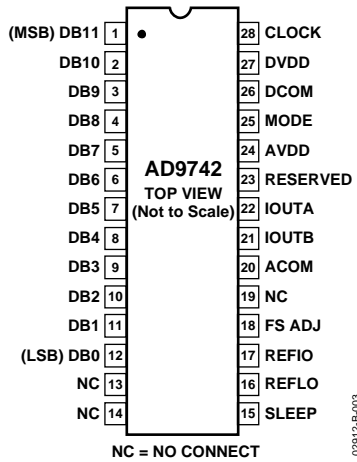 (MSB) DB11 1 28 CLOCK
DB10 2 27 DVDD
DB9 3 26 DCOM
DB8 4 25 MODE
DB7 5 24 AVDD
DB6 6 23 RESERVED
DB5 7 22 IOUTA
DB4 8 21 IOUTB
DB3 9 20 ACOM
DB2 10 19 NC
DB1 11 18 FS ADJ
(LSB) DB0 12 17 REFIO
NC 13 16 REFLO
NC 14 15 SLEEP
AD9742
TOP VIEW
(Not to Scale)
NC = NO CONNECT
02912-B-003